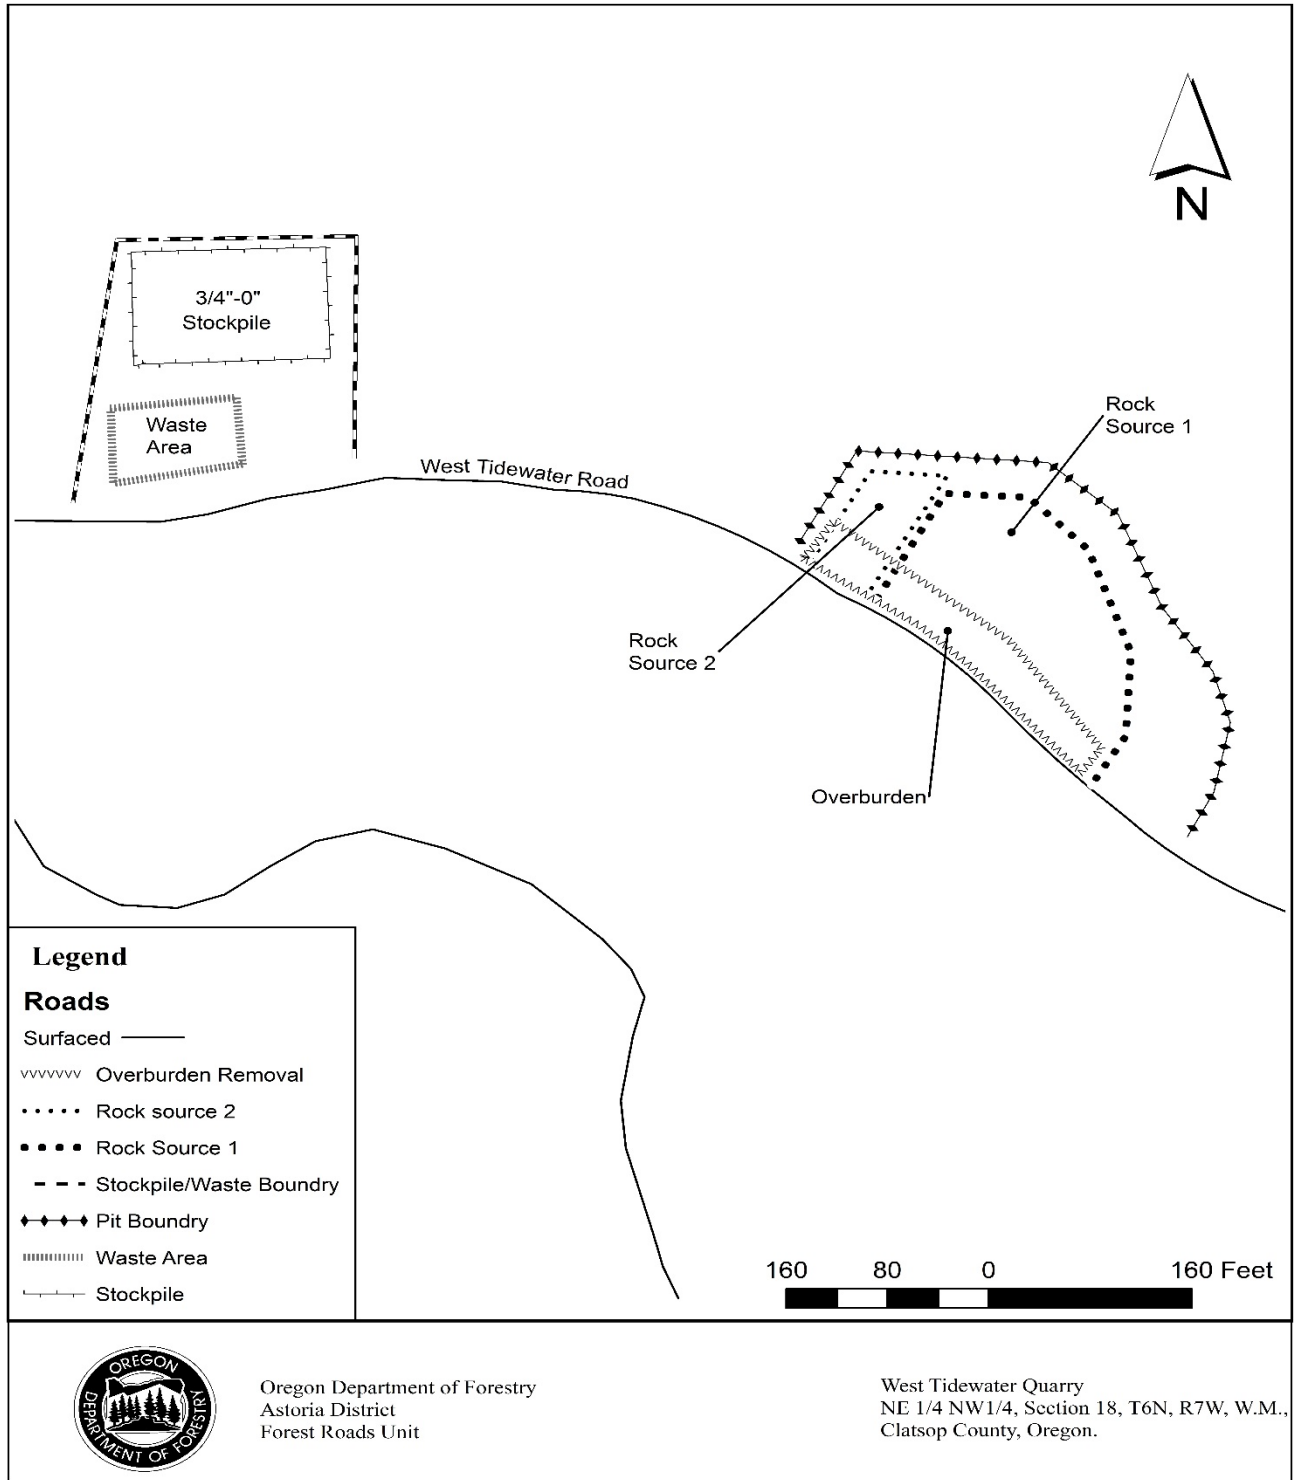 N
3/4"-0"
Stockpile
Waste
Area
West Tidewater Road
Rock
Source 1
Rock
Source 2
Overburden
Legend
Roads
Surfaced
Overburden Removal
Rock source 2
Rock Source 1
Stockpile/Waste Boundry
Pit Boundry
Waste Area
Stockpile
160 80 0 160 Feet
OREGON
DEPARTMENT OF FORESTRY
Oregon Department of Forestry
Astoria District
Forest Roads Unit
West Tidewater Quarry
NE 1/4 NW1/4, Section 18, T6N, R7W, W.M.,
Clatsop County, Oregon.